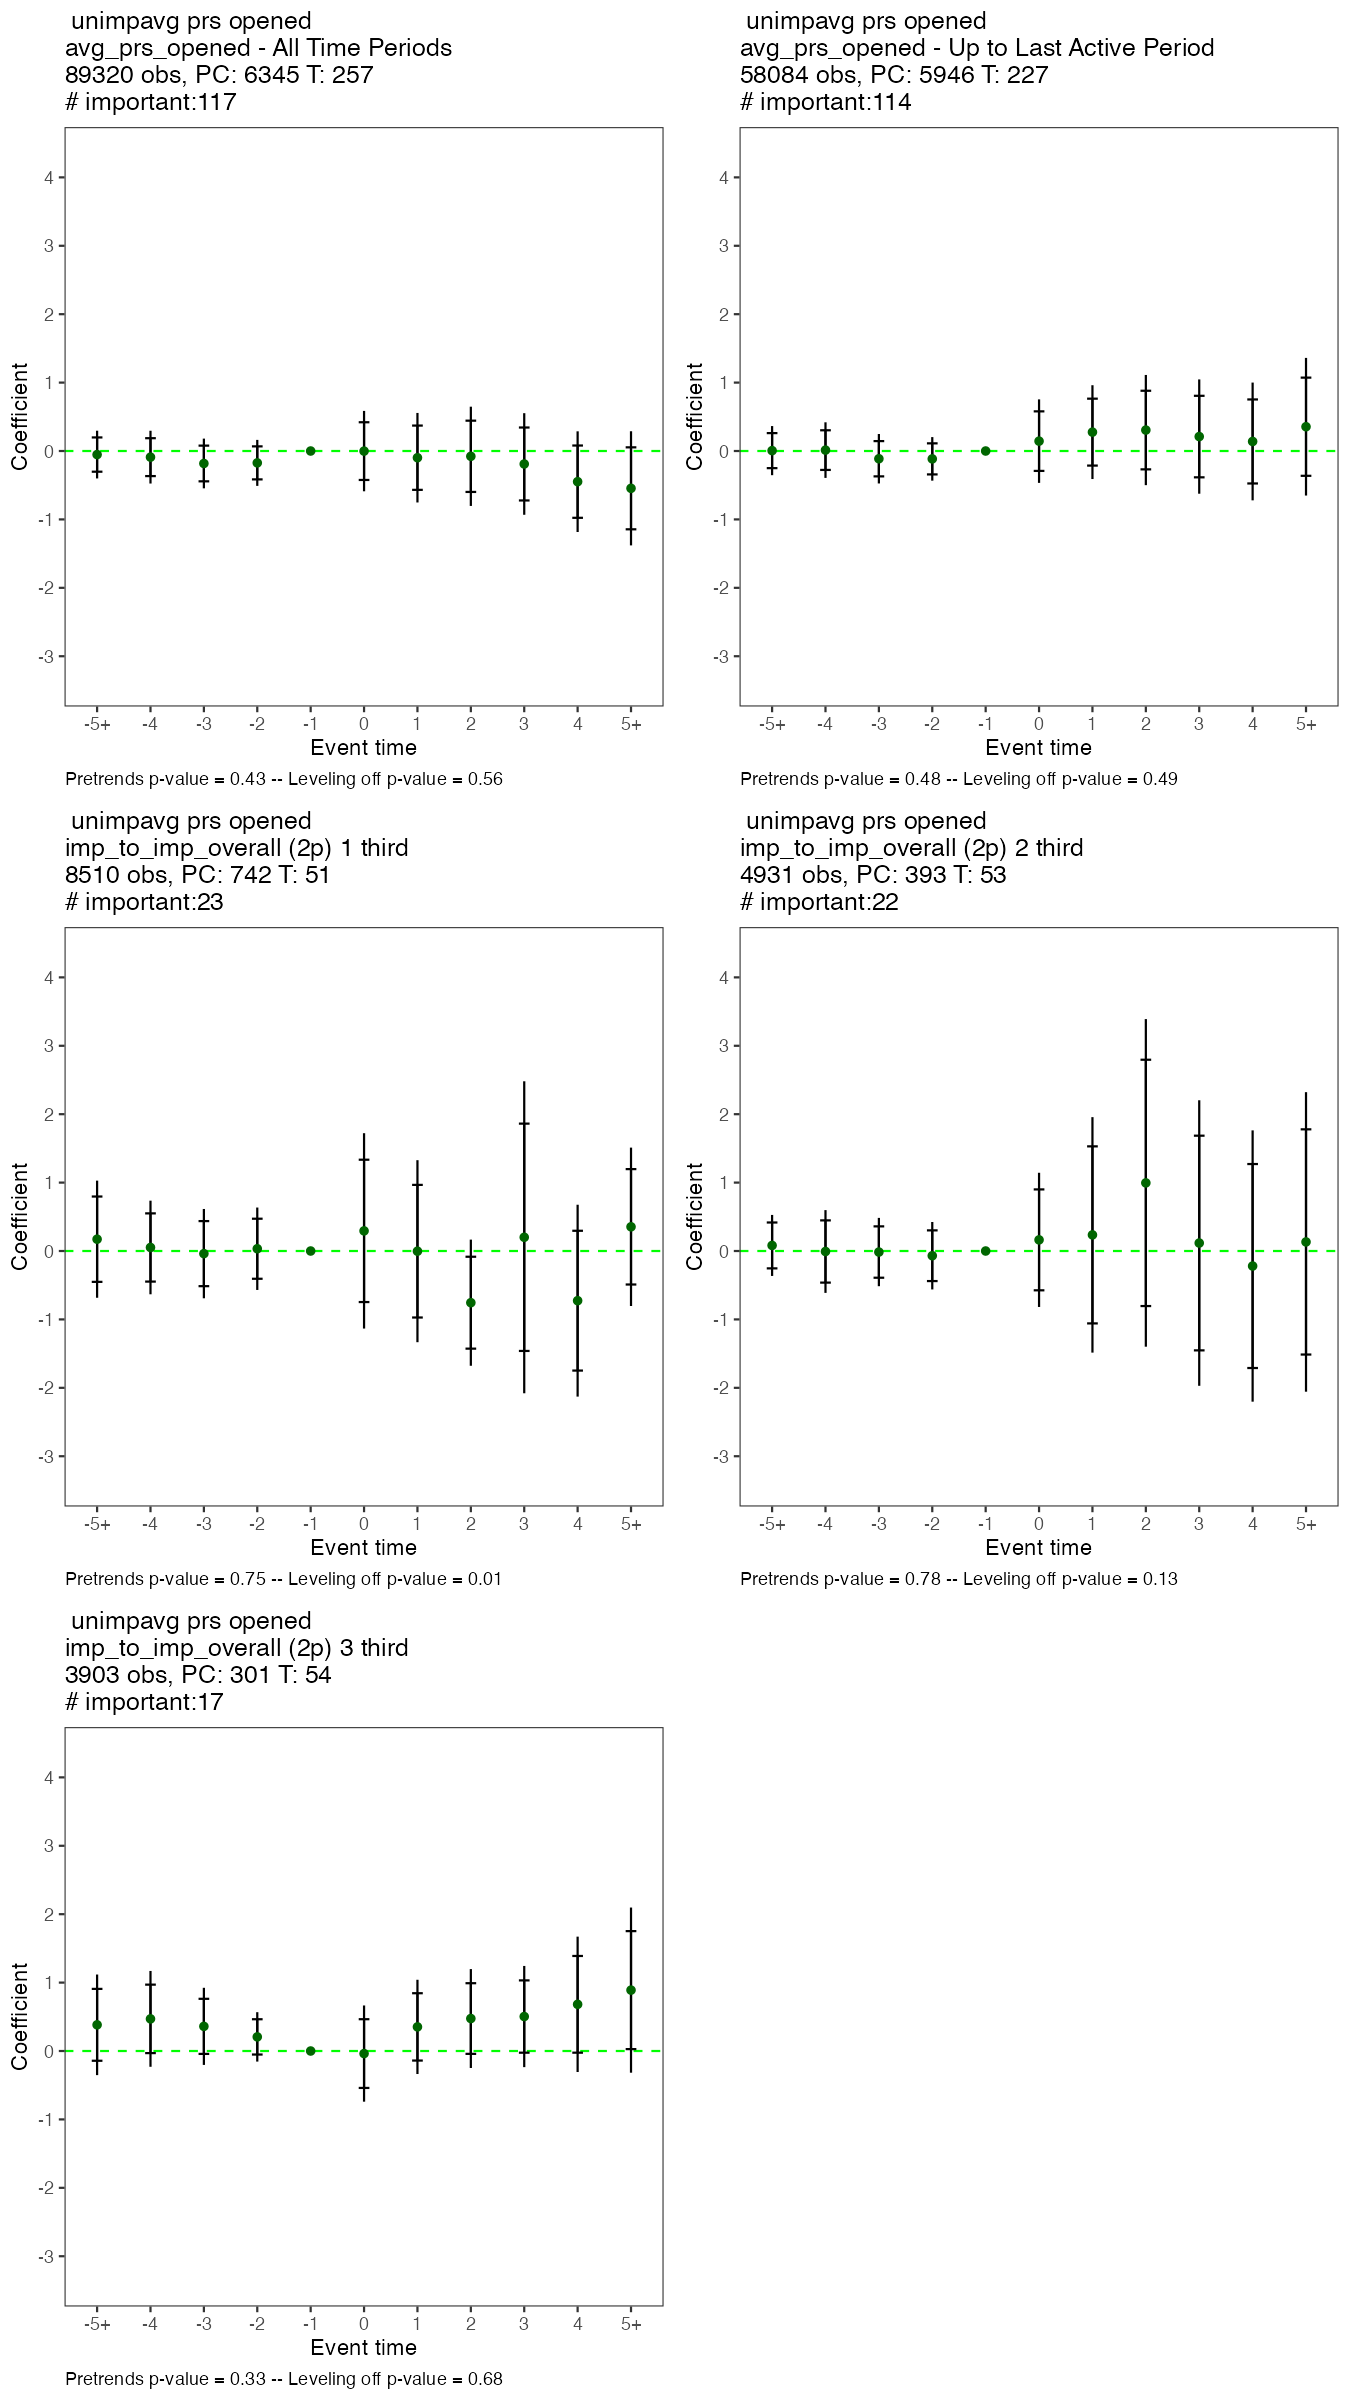 unimpavg prs opened
avg_prs_opened - All Time Periods
89320 obs, PC: 6345 T: 257
# important:117
Coefficient
4
3
2
1
0
-1
-2
-3
-5+ -4 -3 -2 -1 0 1 2 3 4 5+
Event time
Pretrends p-value = 0.43 -- Leveling off p-value = 0.56
unimpavg prs opened
avg_prs_opened - Up to Last Active Period
58084 obs, PC: 5946 T: 227
# important:114
Coefficient
4
3
2
1
0
-1
-2
-3
-5+ -4 -3 -2 -1 0 1 2 3 4 5+
Event time
Pretrends p-value = 0.48 -- Leveling off p-value = 0.49
unimpavg prs opened
imp_to_imp_overall (2p) 1 third
8510 obs, PC: 742 T: 51
# important:23
Coefficient
4
3
2
1
0
-1
-2
-3
-5+ -4 -3 -2 -1 0 1 2 3 4 5+
Event time
Pretrends p-value = 0.75 -- Leveling off p-value = 0.01
unimpavg prs opened
imp_to_imp_overall (2p) 2 third
4931 obs, PC: 393 T: 53
# important:22
Coefficient
4
3
2
1
0
-1
-2
-3
-5+ -4 -3 -2 -1 0 1 2 3 4 5+
Event time
Pretrends p-value = 0.78 -- Leveling off p-value = 0.13
unimpavg prs opened
imp_to_imp_overall (2p) 3 third
3903 obs, PC: 301 T: 54
# important:17
Coefficient
4
3
2
1
0
-1
-2
-3
-5+ -4 -3 -2 -1 0 1 2 3 4 5+
Event time
Pretrends p-value = 0.33 -- Leveling off p-value = 0.68